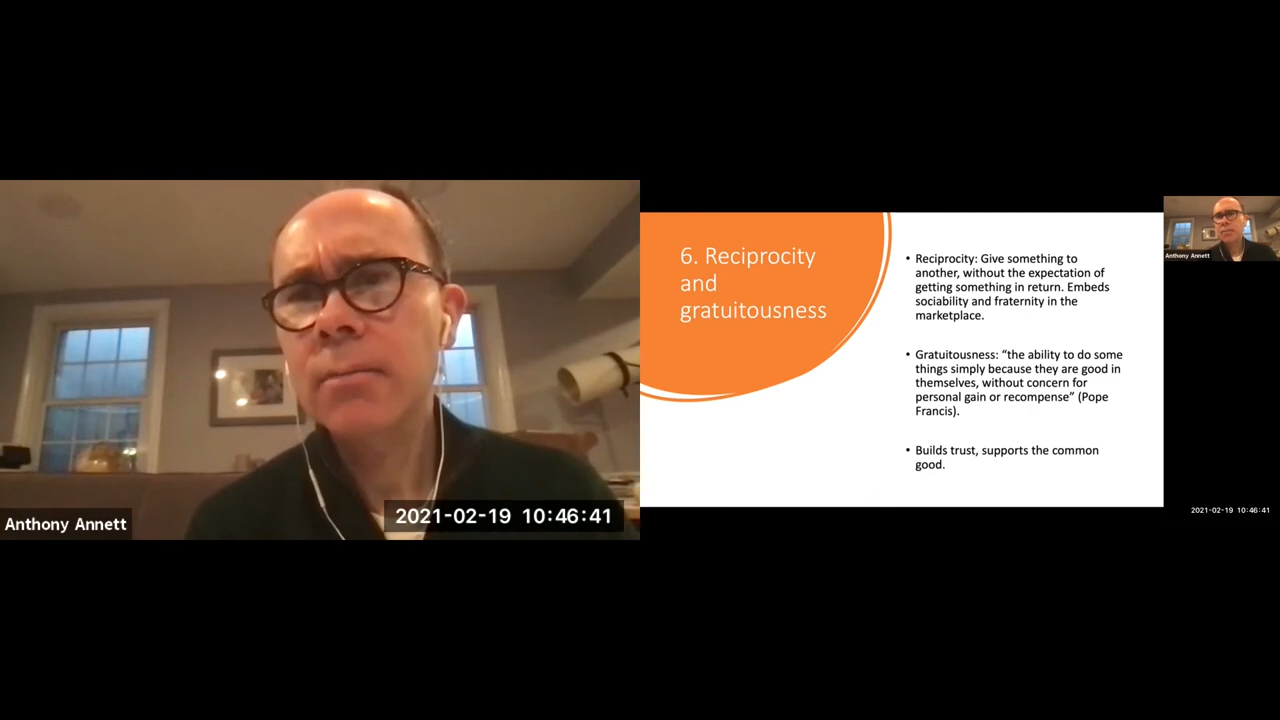 Anthony Annett
2021-02-19 10:46:41
6. Reciprocity
and
gratuitousness
• Reciprocity: Give something to
another, without the expectation of
getting something in return. Embeds
sociability and fraternity in the
marketplace.
• Gratuitousness: “the ability to do some
things simply because they are good in
themselves, without concern for
personal gain or recompense” (Pope
Francis).
• Builds trust, supports the common
good.
Anthony Annett
2021-02-19 10:46:41